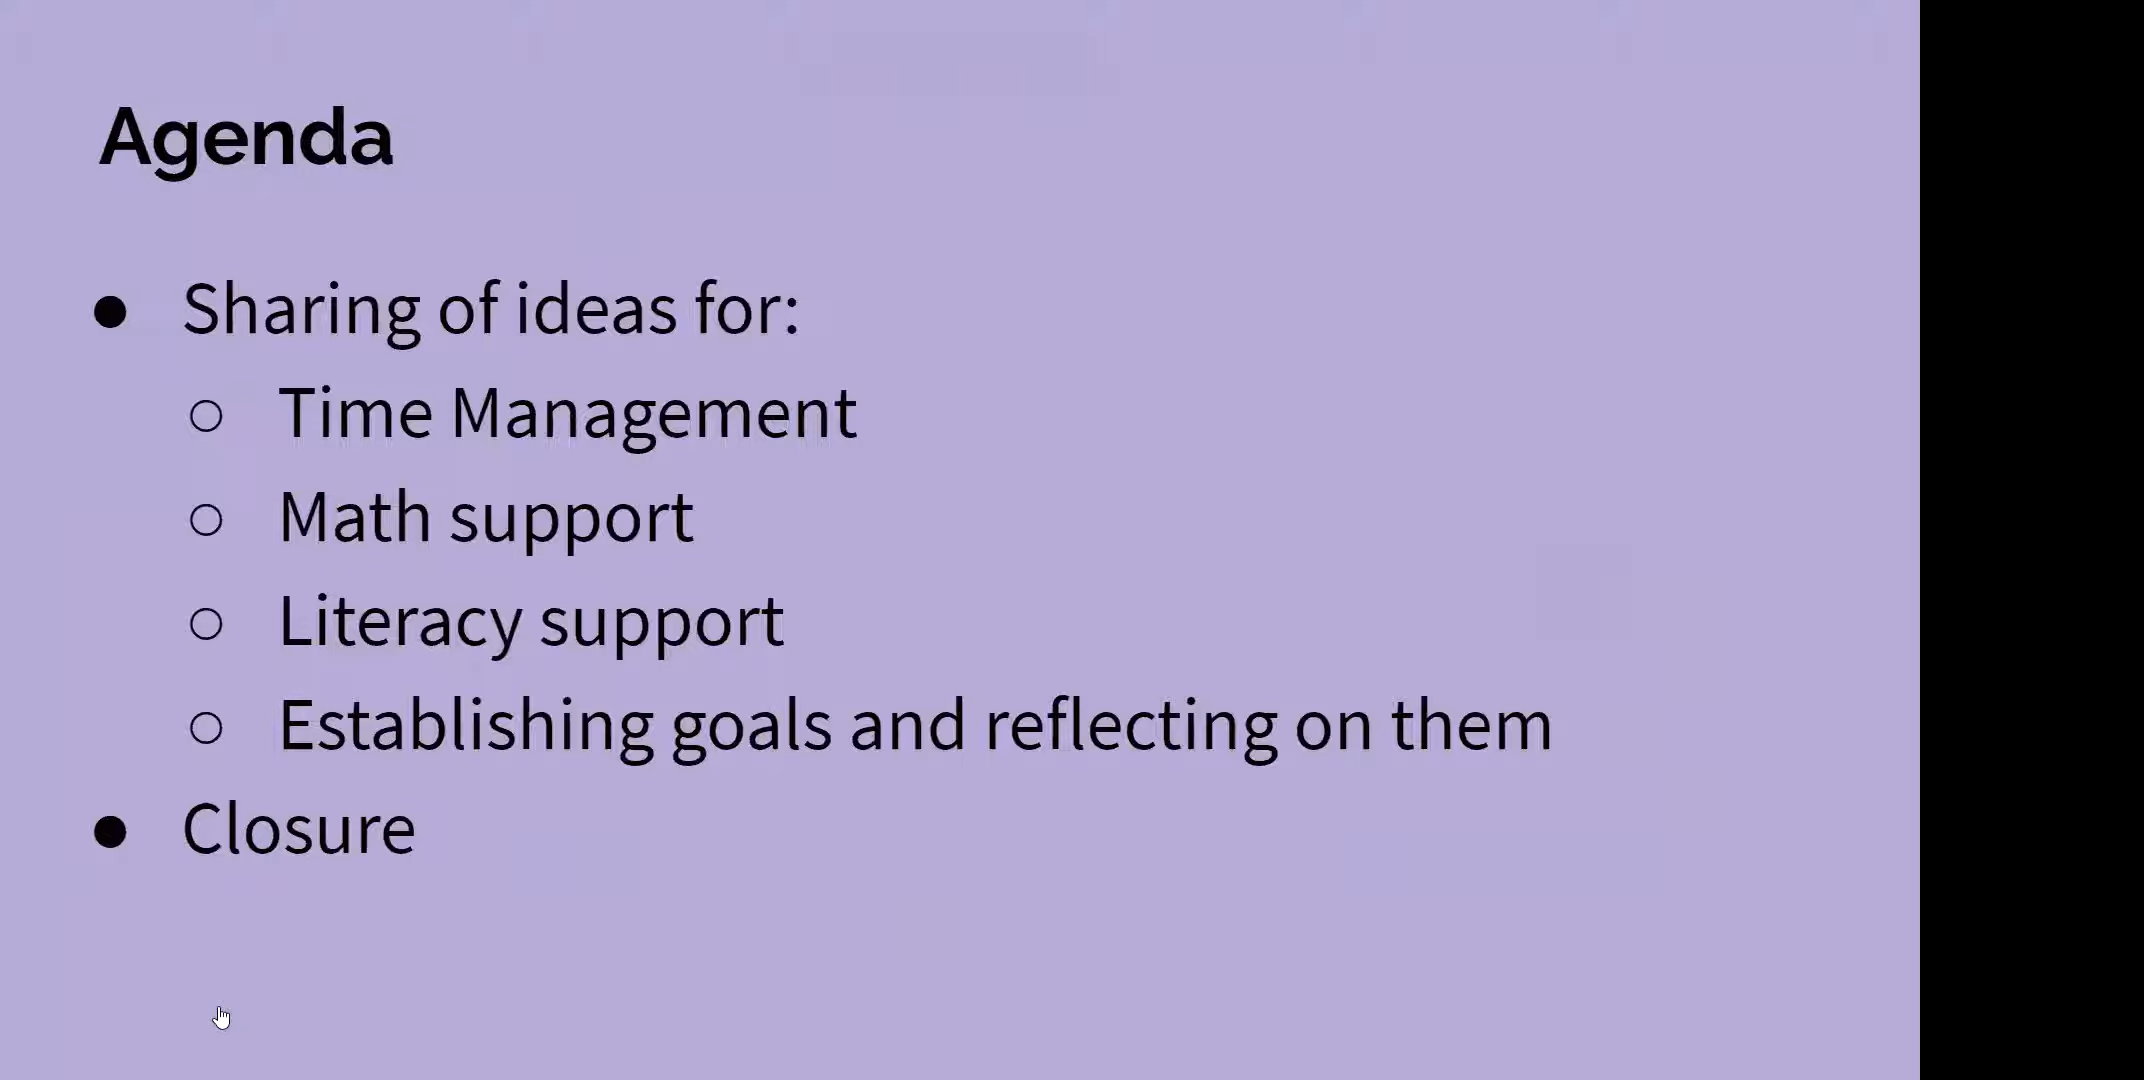 Agenda
● Sharing of ideas for:
○ Time Management
○ Math support
○ Literacy support
○ Establishing goals and reflecting on them
● Closure